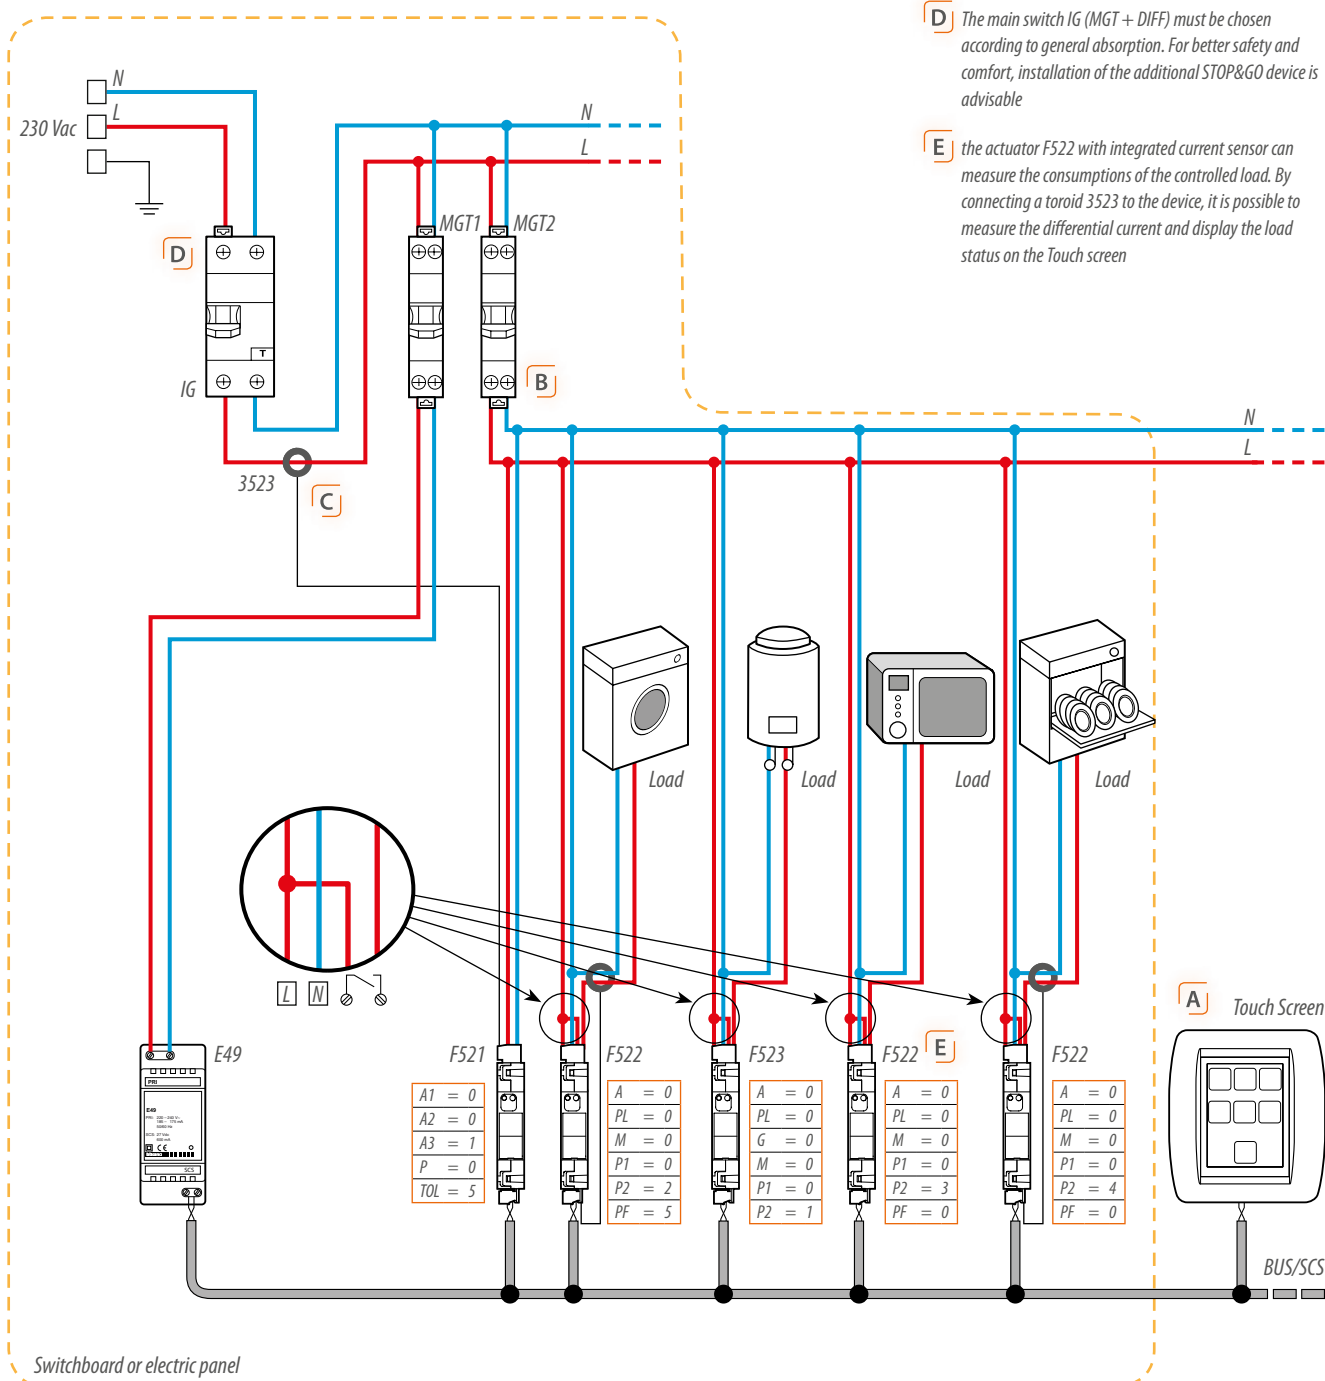 D The main switch IG (MGT + DIFF) must be chosen
according to general absorption. For better safety and
comfort, installation of the additional STOP&GO device is
advisable
E the actuator F522 with integrated current sensor can
measure the consumptions of the controlled load. By
connecting a toroid 3523 to the device, it is possible to
measure the differential current and display the load
status on the Touch screen
N
L
230 Vac
N
L
MGT1
MGT2
D
T
IG
B
N
L
3523
C
Load
Load
Load
Load
L N
A
Touch Screen
E49
F521
F522
F523
F522
E
F522
PRI
E49
SCS
A1 = 0
A2 = 0
A3 = 1
P = 0
TOL = 5
A = 0
PL = 0
M = 0
P1 = 0
P2 = 2
PF = 5
A = 0
PL = 0
G = 0
M = 0
P1 = 0
P2 = 1
A = 0
PL = 0
M = 0
P1 = 0
P2 = 3
PF = 0
A = 0
PL = 0
M = 0
P1 = 0
P2 = 4
PF = 0
BUS/SCS
Switchboard or electric panel